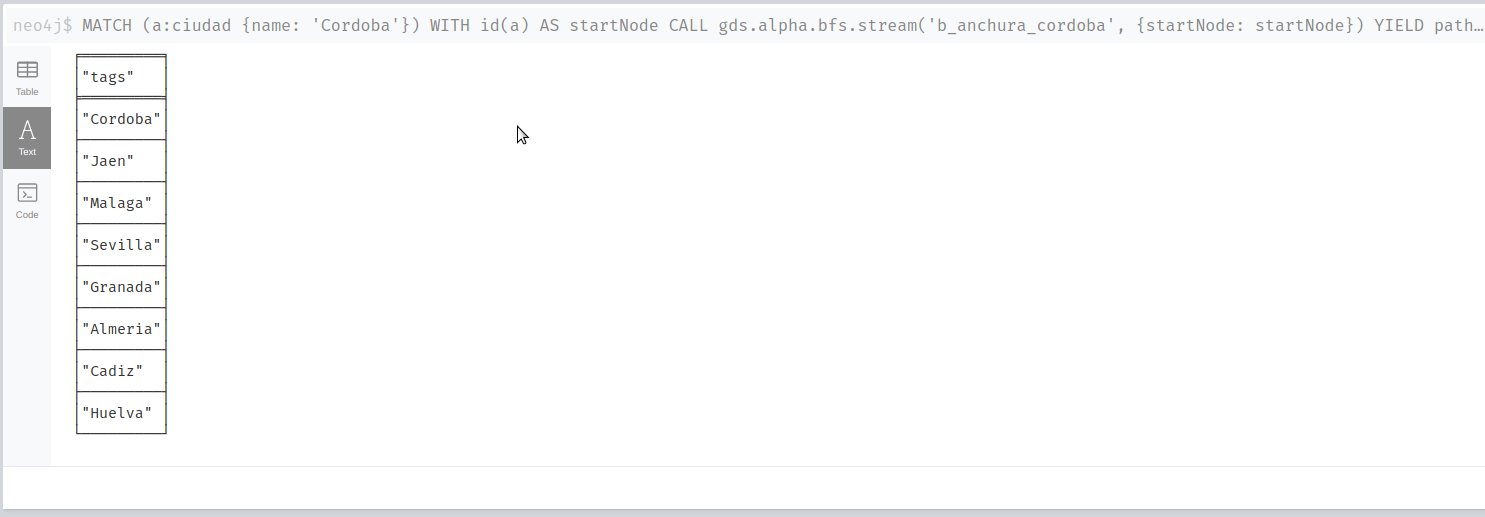 neo4j$ MATCH (a:ciudad {name: 'Cordoba'}) WITH id(a) AS startNode CALL gds.alpha.bfs.stream('b_anchura_cordoba', {startNode: startNode}) YIELD path…
Table
Text
Code
"tags"
"Cordoba"
"Jaen"
"Malaga"
"Sevilla"
"Granada"
"Almeria"
"Cadiz"
"Huelva"